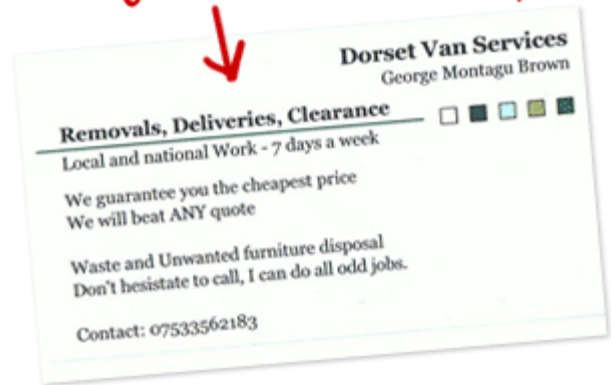 Dorset Van Services
George Montagu Brown
Removals, Deliveries, Clearance
Local and national Work - 7 days a week
We guarantee you the cheapest price
We will beat ANY quote
Waste and Unwanted furniture disposal
Don't hesistate to call, I can do all odd jobs.
Contact: 07533562183